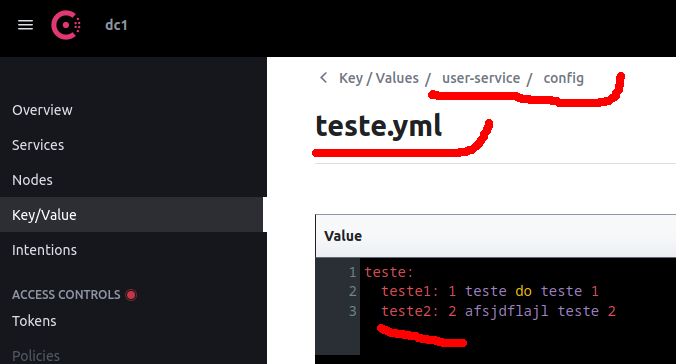 dc1
Key / Values / user-service / config
teste.yml
Overview
Services
Nodes
Key/Value
Intentions
ACCESS CONTROLS
Tokens
Policies
Value
1 teste:
2 teste1: 1 teste do teste 1
3 teste2: 2 afsjdflajl teste 2